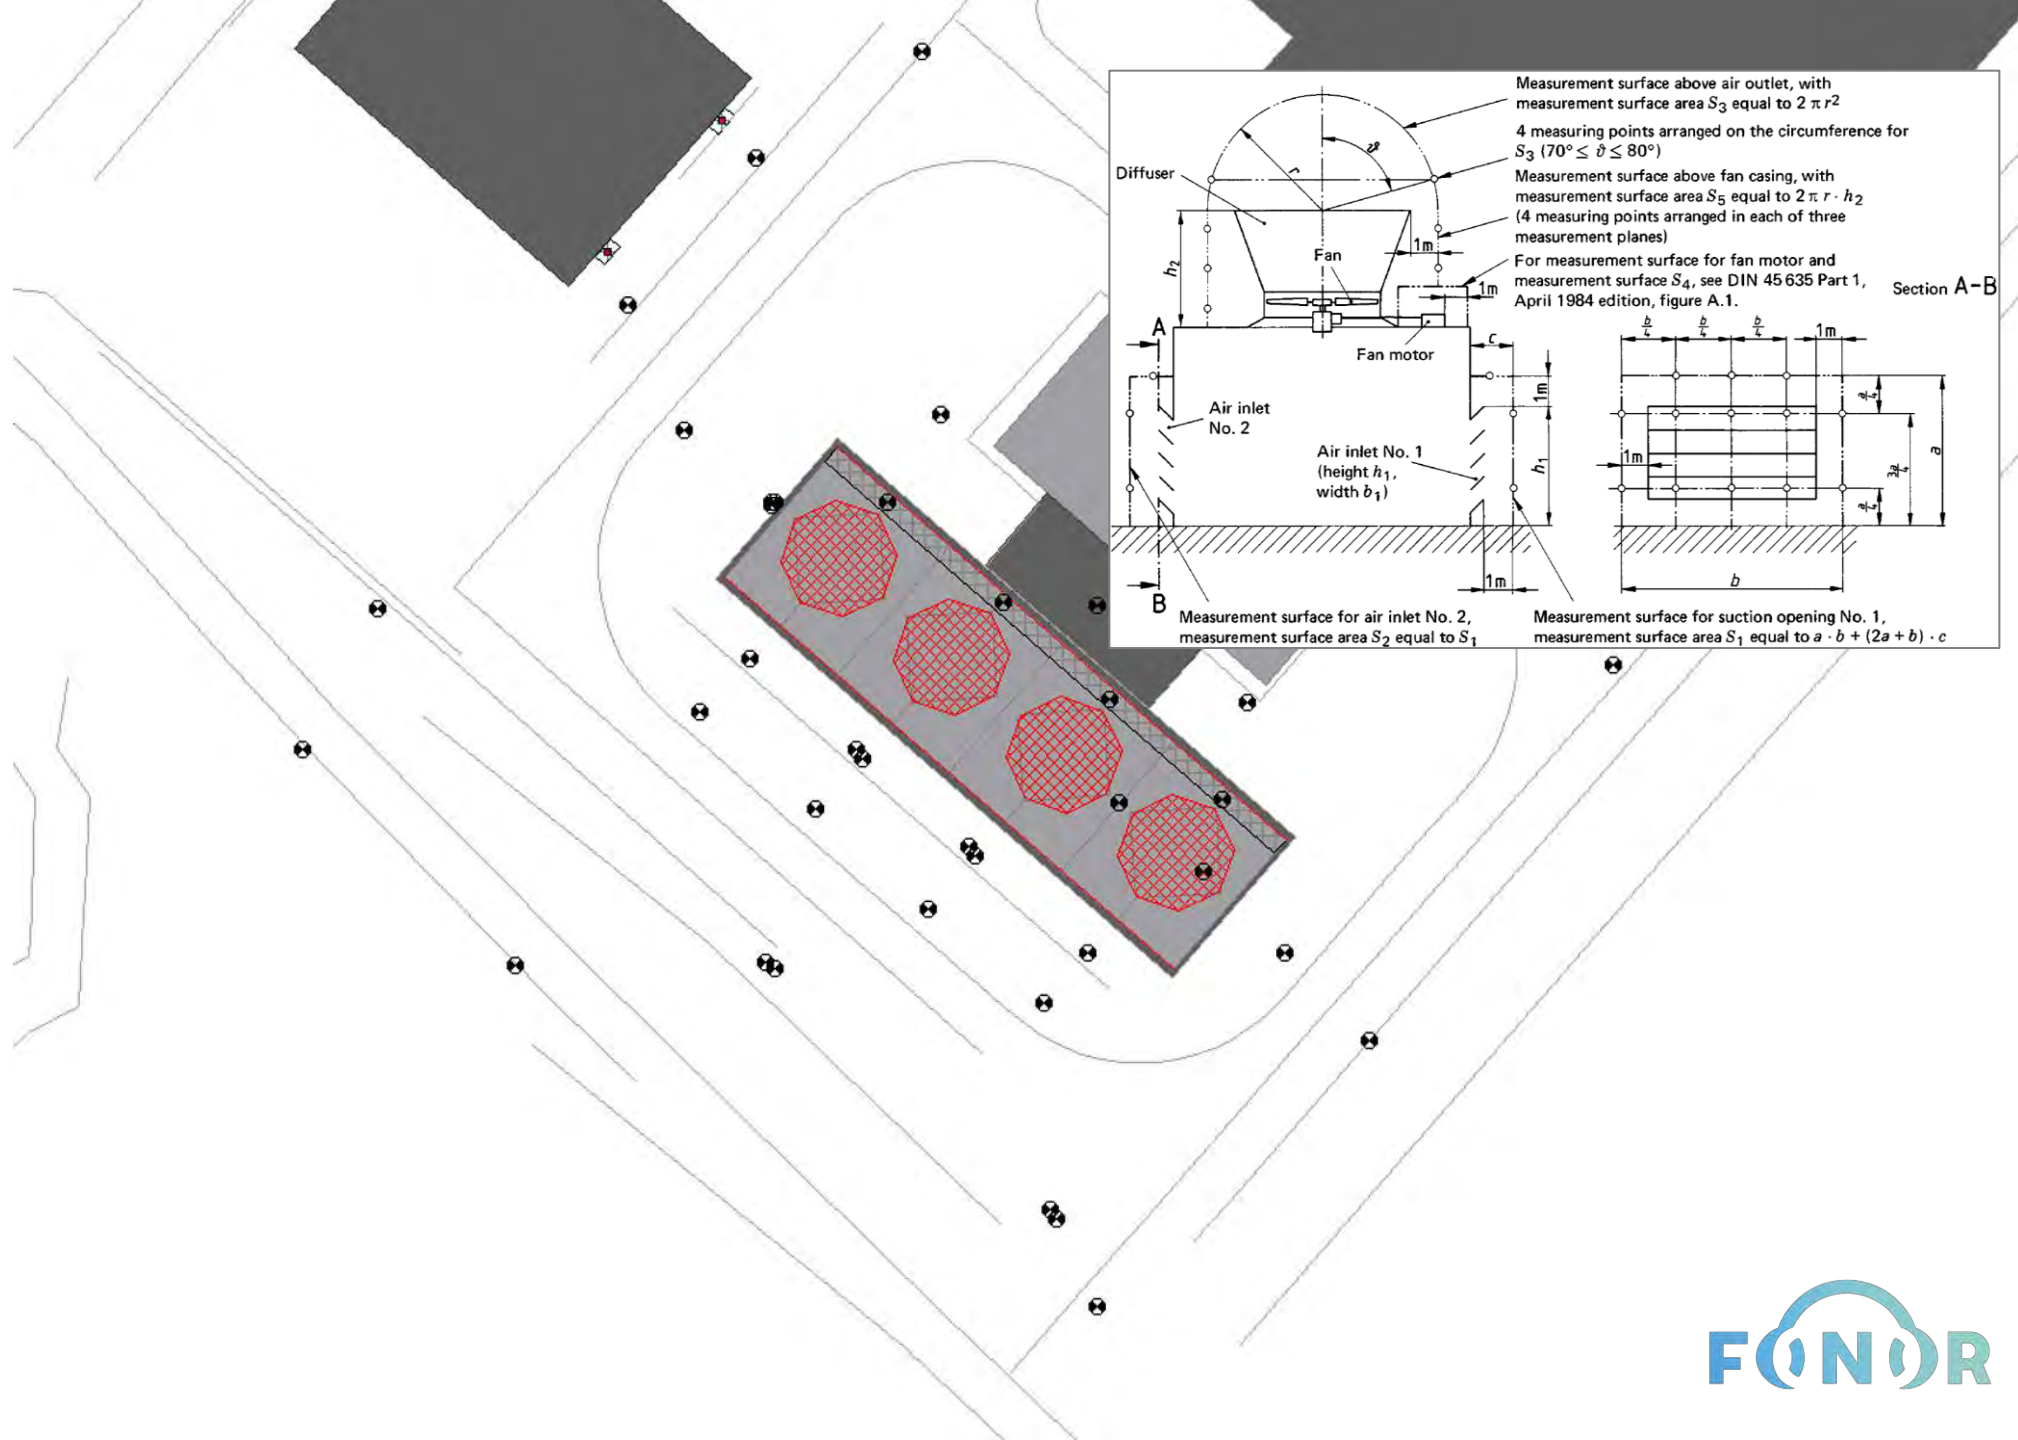 Measurement surface above air outlet, with
measurement surface area S3 equal to 2 π r²
4 measuring points arranged on the circumference for
S3 (70° ≤ ϑ ≤ 80°)
Measurement surface above fan casing, with
measurement surface area S5 equal to 2 π r · h2
(4 measuring points arranged in each of three
measurement planes)
For measurement surface for fan motor and
measurement surface S4, see DIN 45 635 Part 1,
April 1984 edition, figure A.1.
Section A-B
Diffuser
ϑ
r
h2
Fan
1m
1m
A
Fan motor
c
1m
Air inlet
No. 2
Air inlet No. 1
(height h1,
width b1)
h1
1m
B
b/4
b/4
b/4
1m
a/4
1m
3a/4
a
a/4
b
Measurement surface for air inlet No. 2,
measurement surface area S2 equal to S1
Measurement surface for suction opening No. 1,
measurement surface area S1 equal to a · b + (2a + b) · c
FONOR